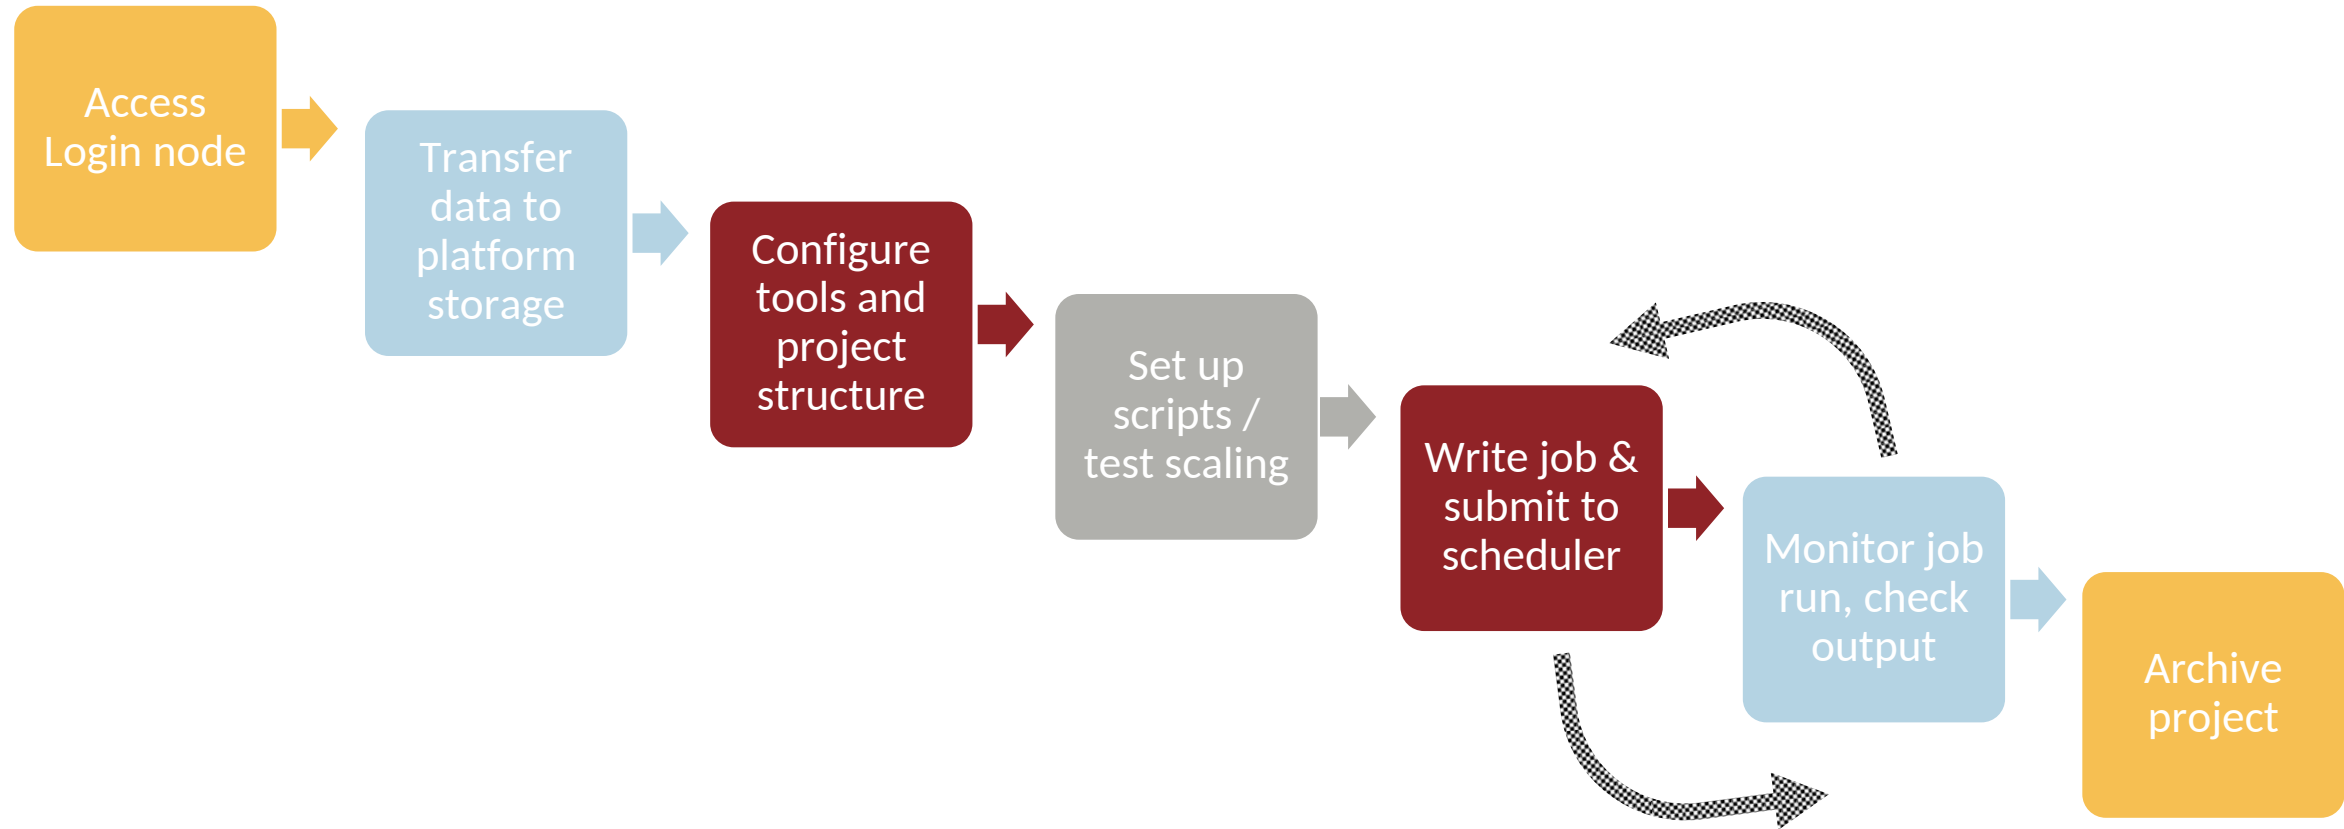 Access
Login node
Transfer
data to
platform
storage
Configure
tools and
project
structure
Set up
scripts /
test scaling
Write job &
submit to
scheduler
Monitor job
run, check
output
Archive
project